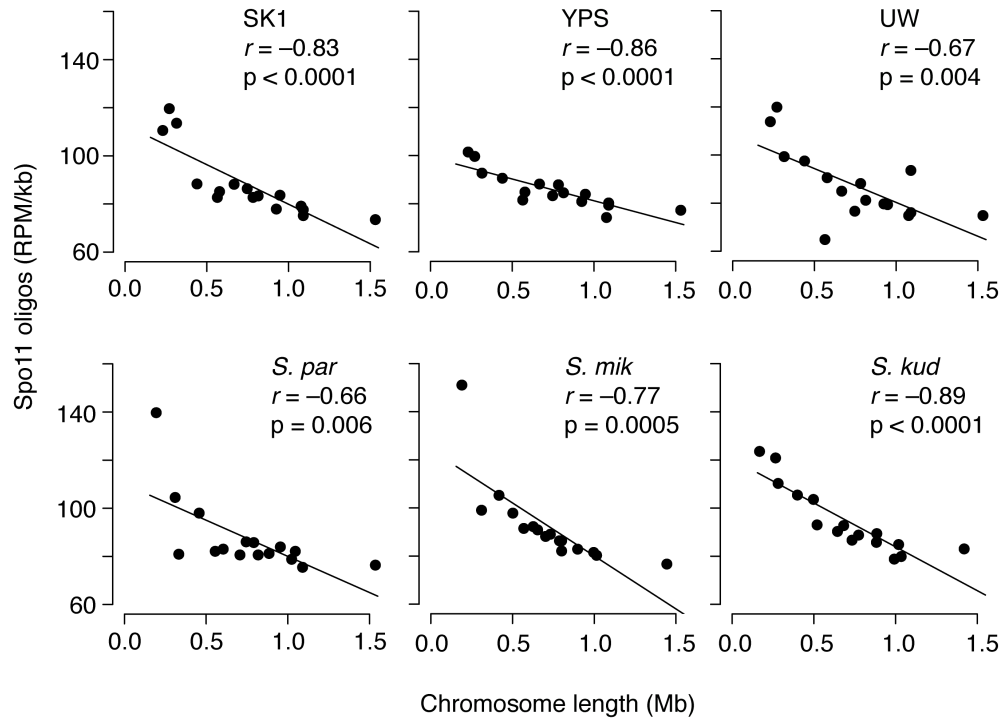 SK1
r = –0.83
p < 0.0001
YPS
r = –0.86
p < 0.0001
UW
r = –0.67
p = 0.004
140
100
60
0.0 0.5 1.0 1.5
0.0 0.5 1.0 1.5
0.0 0.5 1.0 1.5
Spo11 oligos (RPM/kb)
S. par
r = –0.66
p = 0.006
S. mik
r = –0.77
p = 0.0005
S. kud
r = –0.89
p < 0.0001
140
100
60
0.0 0.5 1.0 1.5
0.0 0.5 1.0 1.5
0.0 0.5 1.0 1.5
Chromosome length (Mb)